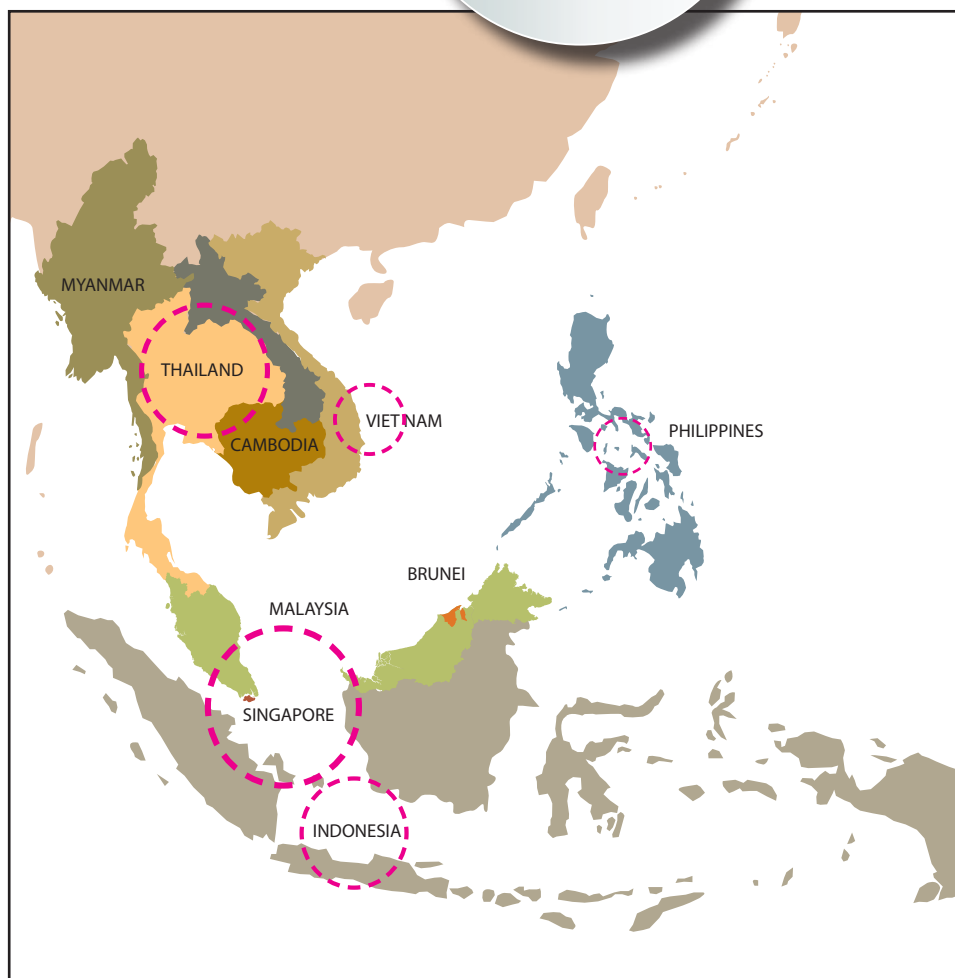 MYANMAR
THAILAND
VIET NAM
PHILIPPINES
CAMBODIA
BRUNEI
MALAYSIA
SINGAPORE
INDONESIA